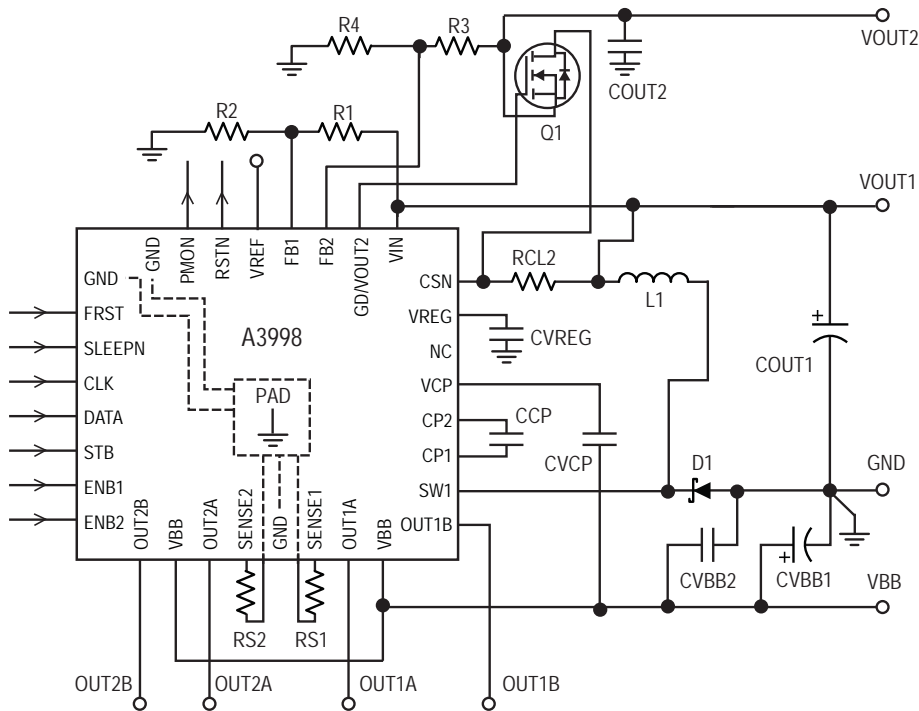 R4
R3
VOUT2
COUT2
R2
R1
Q1
VOUT1
GND
PMON
RSTN
VREF
FB1
FB2
GD/VOUT2
VIN
GND
CSN
RCL2
L1
FRST
VREG
CVREG
SLEEPN
A3998
NC
COUT1
CLK
VCP
DATA
PAD
CP2
CCP
STB
CP1
CVCP
ENB1
SW1
D1
GND
ENB2
OUT1B
OUT2B
VBB
OUT2A
SENSE2
GND
SENSE1
OUT1A
VBB
CVBB2
CVBB1
VBB
RS2
RS1
OUT2B
OUT2A
OUT1A
OUT1B
+
+